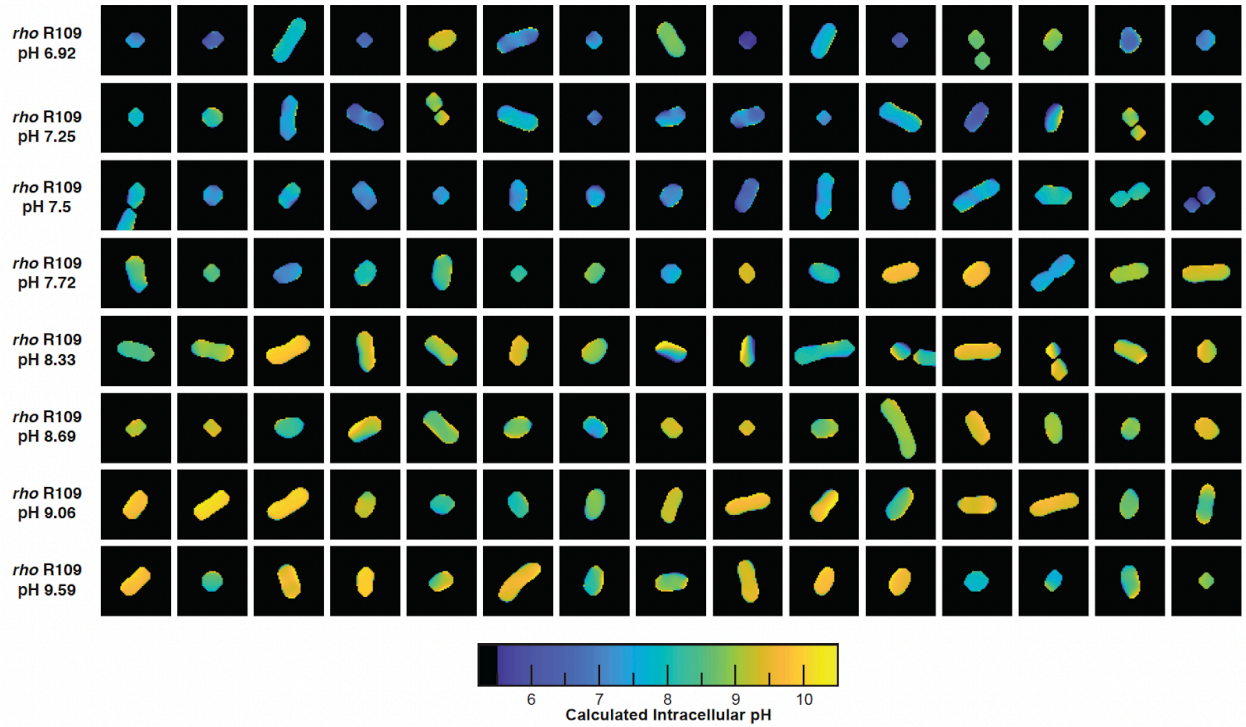 rho R109
pH 6.92
rho R109
pH 7.25
rho R109
pH 7.5
rho R109
pH 7.72
rho R109
pH 8.33
rho R109
pH 8.69
rho R109
pH 9.06
rho R109
pH 9.59
6 7 8 9 10
Calculated Intracellular pH